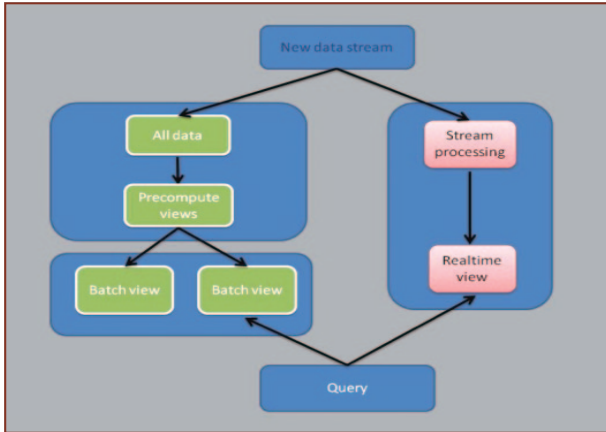 New data stream
All data
Precompute
views
Batch view
Batch view
Stream
processing
Realtime
view
Query